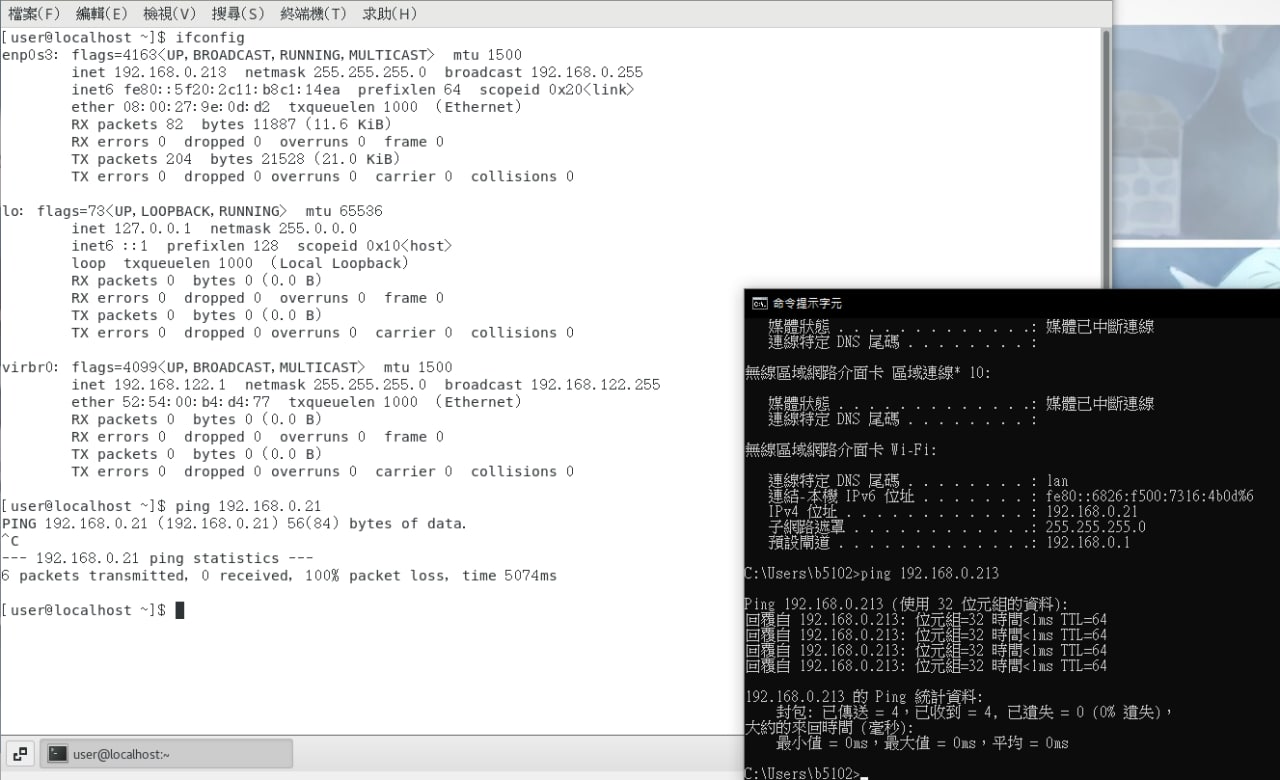 檔案(F) 編輯(E) 檢視(V) 搜尋(S) 終端機(T) 求助(H)
[user@localhost ~]$ ifconfig
enp0s3: flags=4163<UP,BROADCAST,RUNNING,MULTICAST>  mtu 1500
        inet 192.168.0.213  netmask 255.255.255.0  broadcast 192.168.0.255
        inet6 fe80::5f20:2c11:b8c1:14ea  prefixlen 64  scopeid 0x20<link>
        ether 08:00:27:9e:0d:d2  txqueuelen 1000  (Ethernet)
        RX packets 82  bytes 11887 (11.6 KiB)
        RX errors 0  dropped 0  overruns 0  frame 0
        TX packets 204  bytes 21528 (21.0 KiB)
        TX errors 0  dropped 0 overruns 0  carrier 0  collisions 0
lo: flags=73<UP,LOOPBACK,RUNNING>  mtu 65536
        inet 127.0.0.1  netmask 255.0.0.0
        inet6 ::1  prefixlen 128  scopeid 0x10<host>
        loop  txqueuelen 1000  (Local Loopback)
        RX packets 0  bytes 0 (0.0 B)
        RX errors 0  dropped 0  overruns 0  frame 0
        TX packets 0  bytes 0 (0.0 B)
        TX errors 0  dropped 0 overruns 0  carrier 0  collisions 0
virbr0: flags=4099<UP,BROADCAST,MULTICAST>  mtu 1500
        inet 192.168.122.1  netmask 255.255.255.0  broadcast 192.168.122.255
        ether 52:54:00:b4:d4:77  txqueuelen 1000  (Ethernet)
        RX packets 0  bytes 0 (0.0 B)
        RX errors 0  dropped 0  overruns 0  frame 0
        TX packets 0  bytes 0 (0.0 B)
        TX errors 0  dropped 0 overruns 0  carrier 0  collisions 0
[user@localhost ~]$ ping 192.168.0.21
PING 192.168.0.21 (192.168.0.21) 56(84) bytes of data.
^C
--- 192.168.0.21 ping statistics ---
6 packets transmitted, 0 received, 100% packet loss, time 5074ms
[user@localhost ~]$
user@localhost:~
命令提示字元
媒體狀態 . . . . . . . . . . . . .: 媒體已中斷連線
連線特定 DNS 尾碼 . . . . . . . . :
無線區域網路介面卡 區域連線* 10:
媒體狀態 . . . . . . . . . . . . .: 媒體已中斷連線
連線特定 DNS 尾碼 . . . . . . . . :
無線區域網路介面卡 Wi-Fi:
連線特定 DNS 尾碼 . . . . . . . . : lan
連結-本機 IPv6 位址 . . . . . . . : fe80::6826:f500:7316:4b0d%6
IPv4 位址 . . . . . . . . . . . . : 192.168.0.21
子網路遮罩 . . . . . . . . . . . .: 255.255.255.0
預設閘道 . . . . . . . . . . . . .: 192.168.0.1
C:\Users\b5102>ping 192.168.0.213
Ping 192.168.0.213 (使用 32 位元組的資料):
回覆自 192.168.0.213: 位元組=32 時間<1ms TTL=64
回覆自 192.168.0.213: 位元組=32 時間<1ms TTL=64
回覆自 192.168.0.213: 位元組=32 時間<1ms TTL=64
回覆自 192.168.0.213: 位元組=32 時間<1ms TTL=64
192.168.0.213 的 Ping 統計資料:
封包: 已傳送 = 4，已收到 = 4, 已遺失 = 0 (0% 遺失)，
大約的來回時間 (毫秒):
最小值 = 0ms，最大值 = 0ms，平均 = 0ms
C:\Users\b5102>